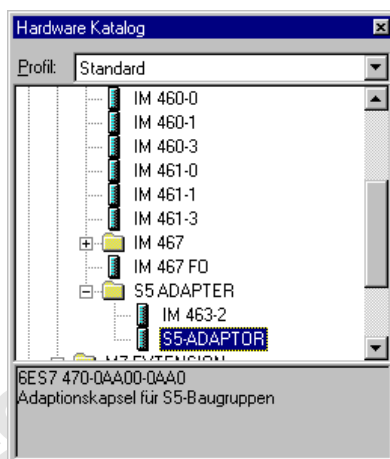 Hardware Katalog
Profil: Standard
IM 460-0
IM 460-1
IM 460-3
IM 461-0
IM 461-1
IM 461-3
IM 467
IM 467 FO
S5 ADAPTER
IM 463-2
S5-ADAPTOR
M7 EXTENSION
6ES7 470-0AA00-0AA0
Adaptionskapsel für S5-Baugruppen